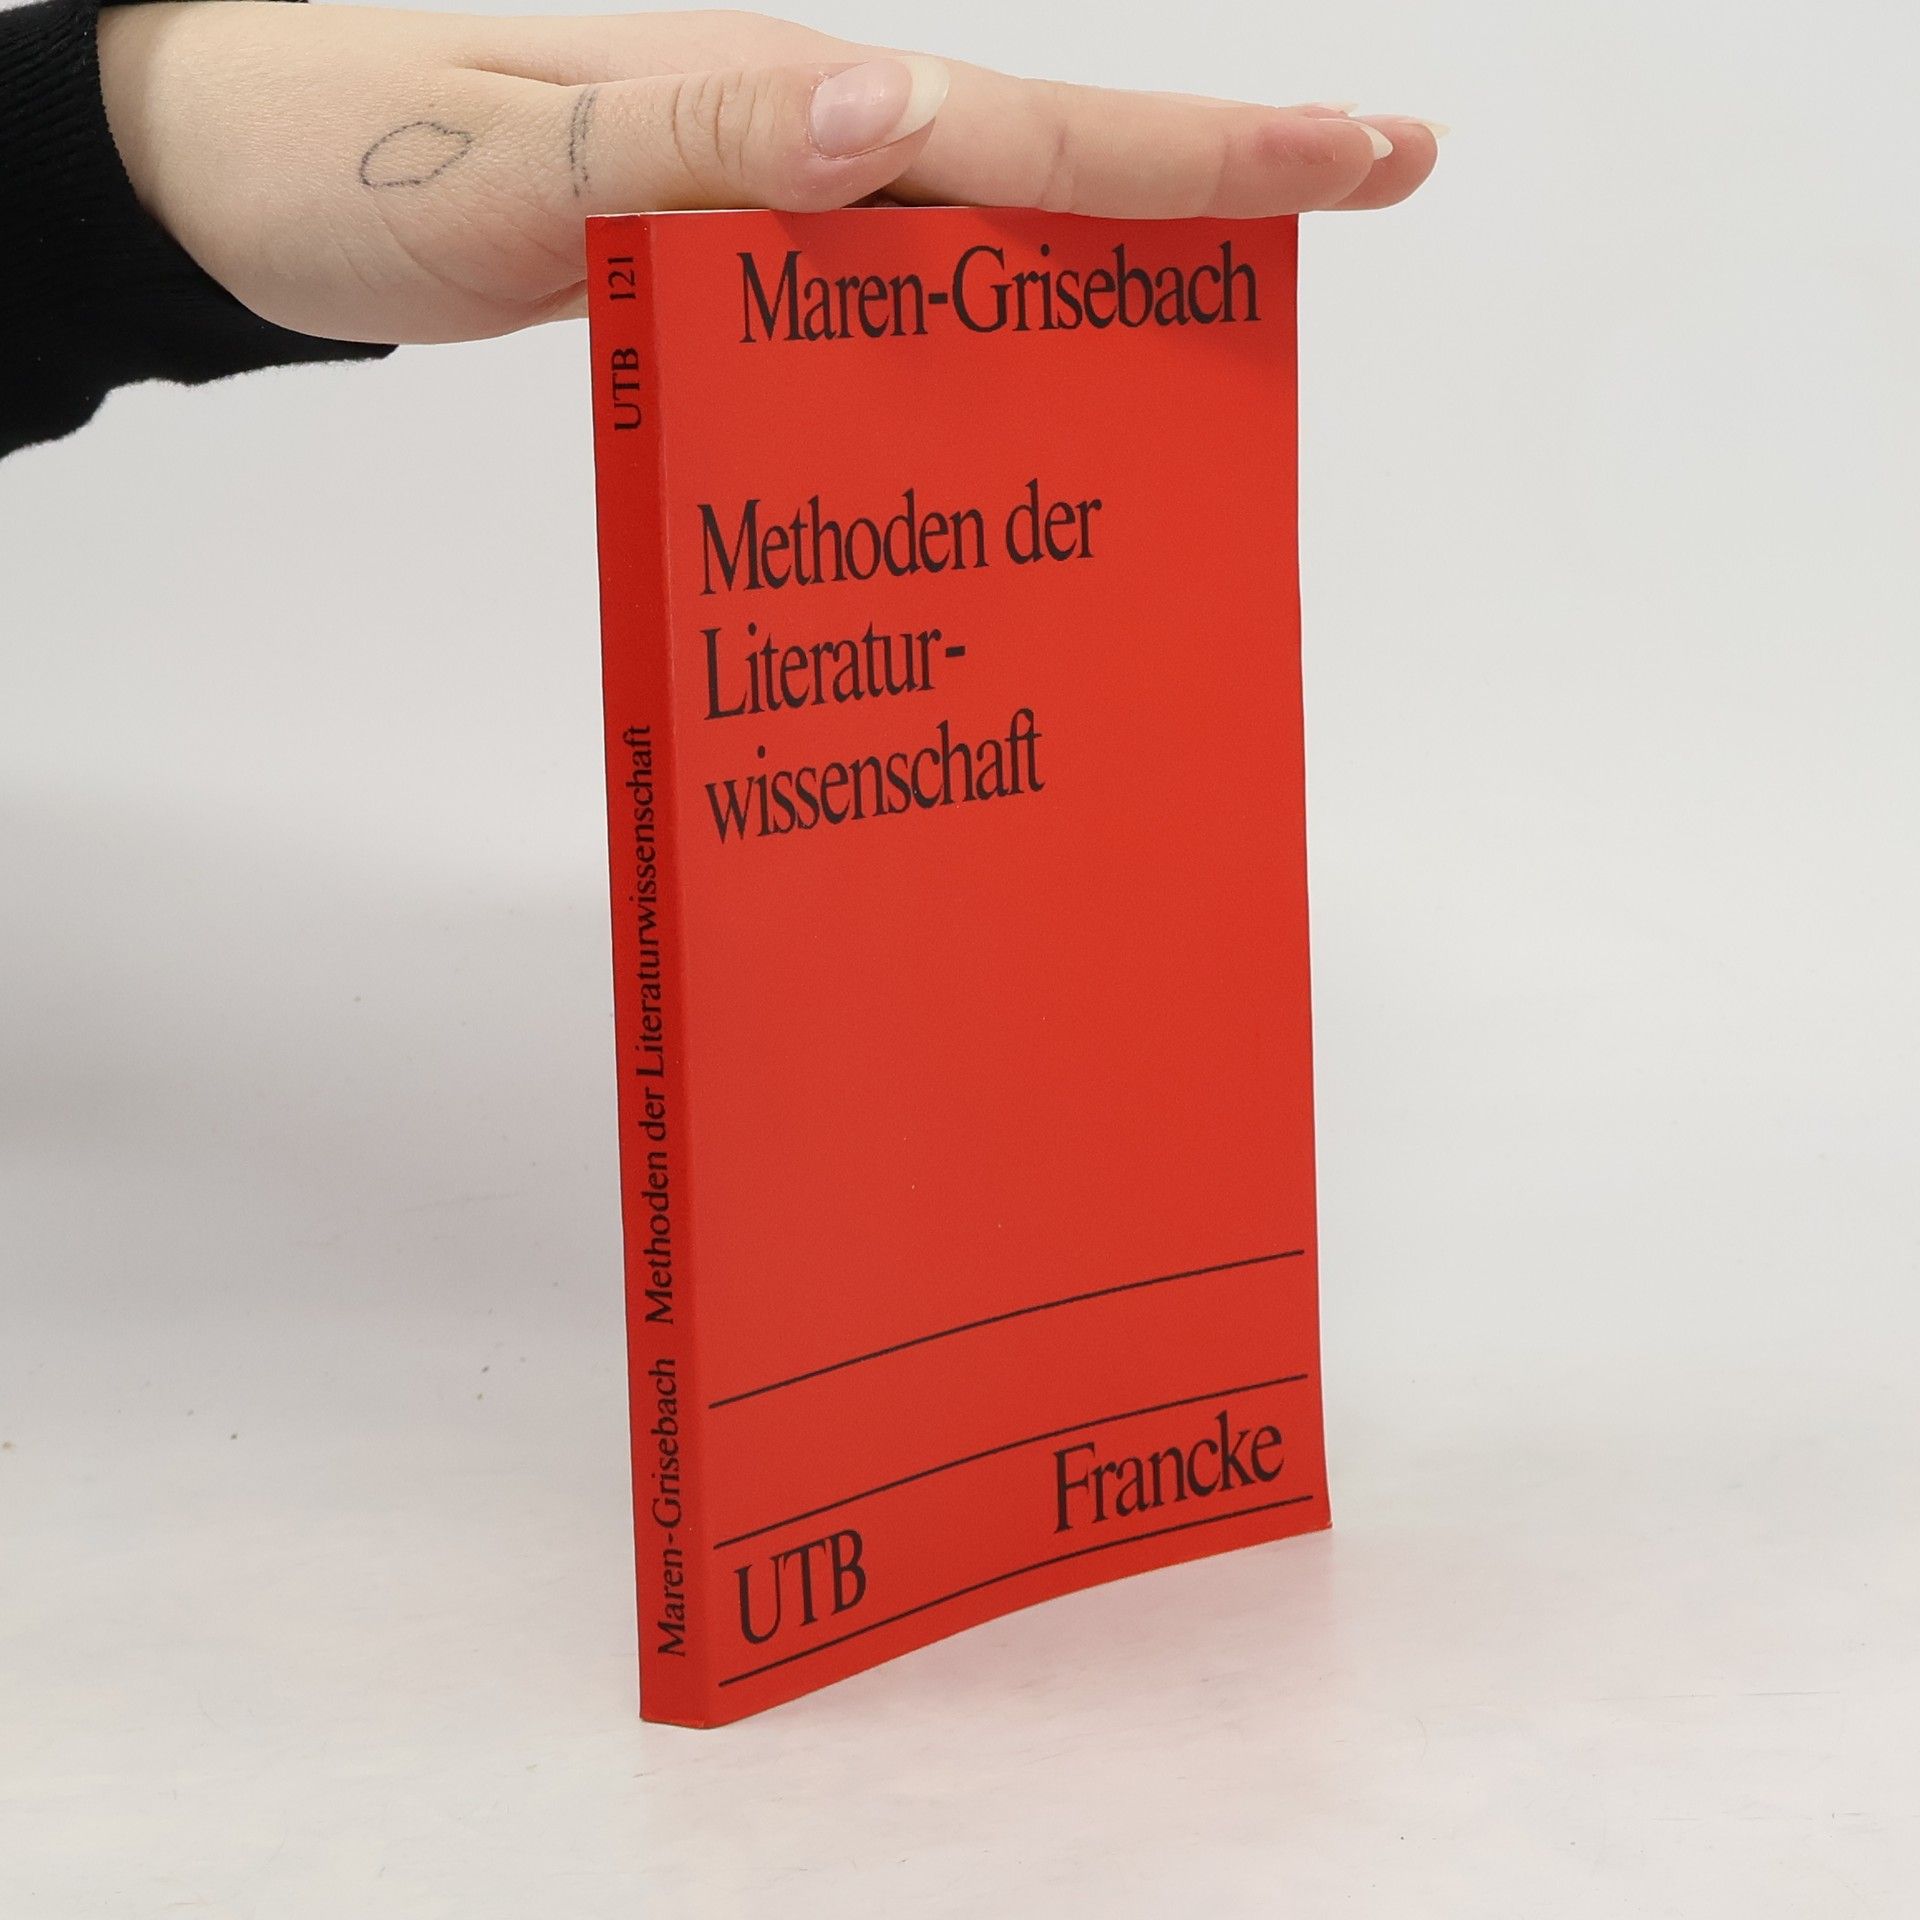 Maren-Grisebach
Methoden der
Literatur-
wissenschaft
Francke
UTB
Maren-Grisebach Methoden der Literaturwissenschaft UTB 121